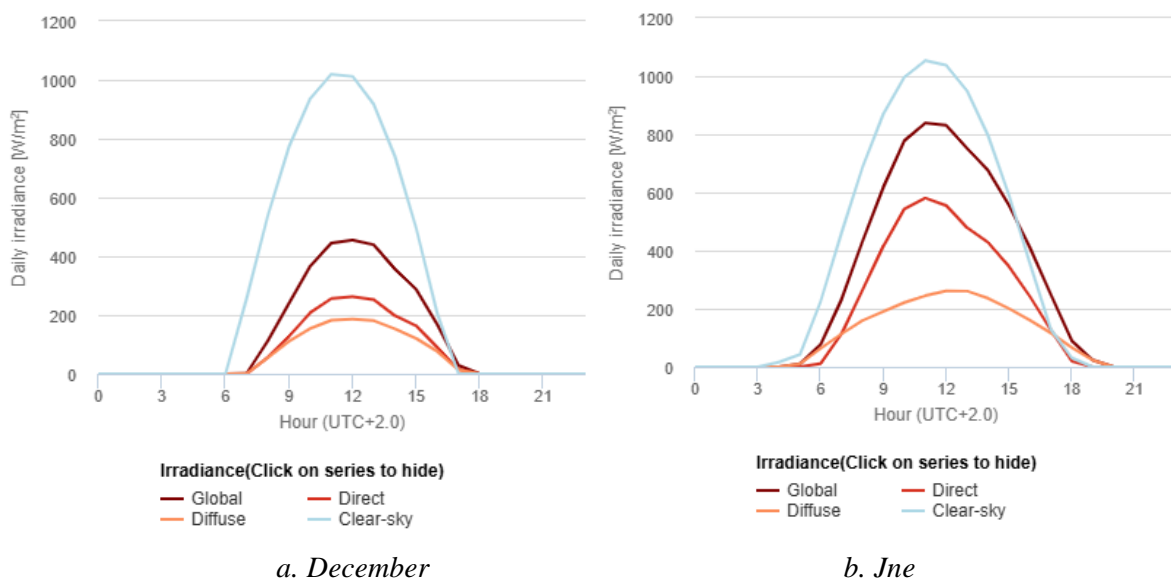 1200
1000
800
600
400
200
0
Daily irradiance [W/m²]
0 3 6 9 12 15 18 21
Hour (UTC+2.0)
Irradiance(Click on series to hide)
Global Direct
Diffuse Clear-sky
a. December
1200
1000
800
600
400
200
0
Daily irradiance [W/m²]
0 3 6 9 12 15 18 21
Hour (UTC+2.0)
Irradiance(Click on series to hide)
Global Direct
Diffuse Clear-sky
b. Jne